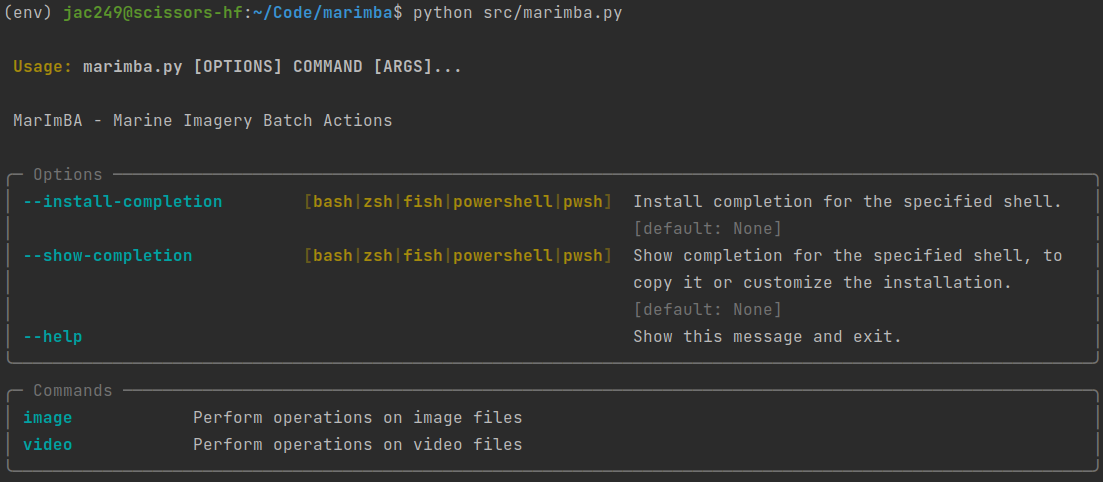 (env) jac249@scissors-hf:~/Code/marimba$ python src/marimba.py
Usage: marimba.py [OPTIONS] COMMAND [ARGS]...
MarImBA - Marine Imagery Batch Actions
Options
--install-completion [bash|zsh|fish|powershell|pwsh] Install completion for the specified shell.
[default: None]
--show-completion [bash|zsh|fish|powershell|pwsh] Show completion for the specified shell, to
copy it or customize the installation.
[default: None]
--help Show this message and exit.
Commands
image Perform operations on image files
video Perform operations on video files